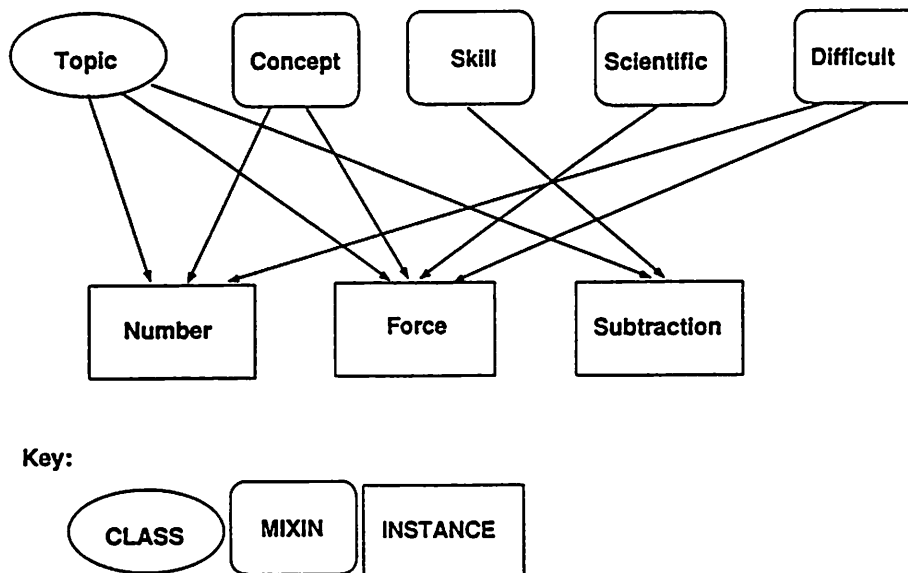 Topic
Concept
Skill
Scientific
Difficult
Number
Force
Subtraction
Key:
CLASS
MIXIN
INSTANCE